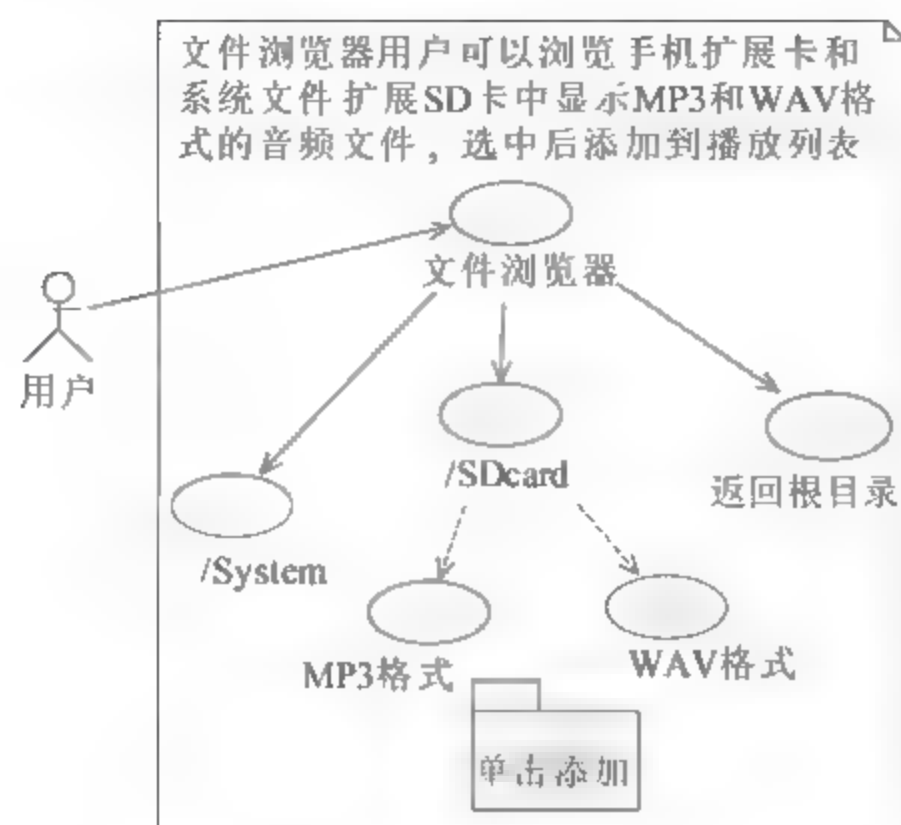 文件浏览器用户可以浏览手机扩展卡和
系统文件扩展SD卡中显示MP3和WAV格
式的音频文件，选中后添加到播放列表
文件浏览器
用户
/SDcard
返回根目录
/System
MP3格式
WAV格式
单击添加